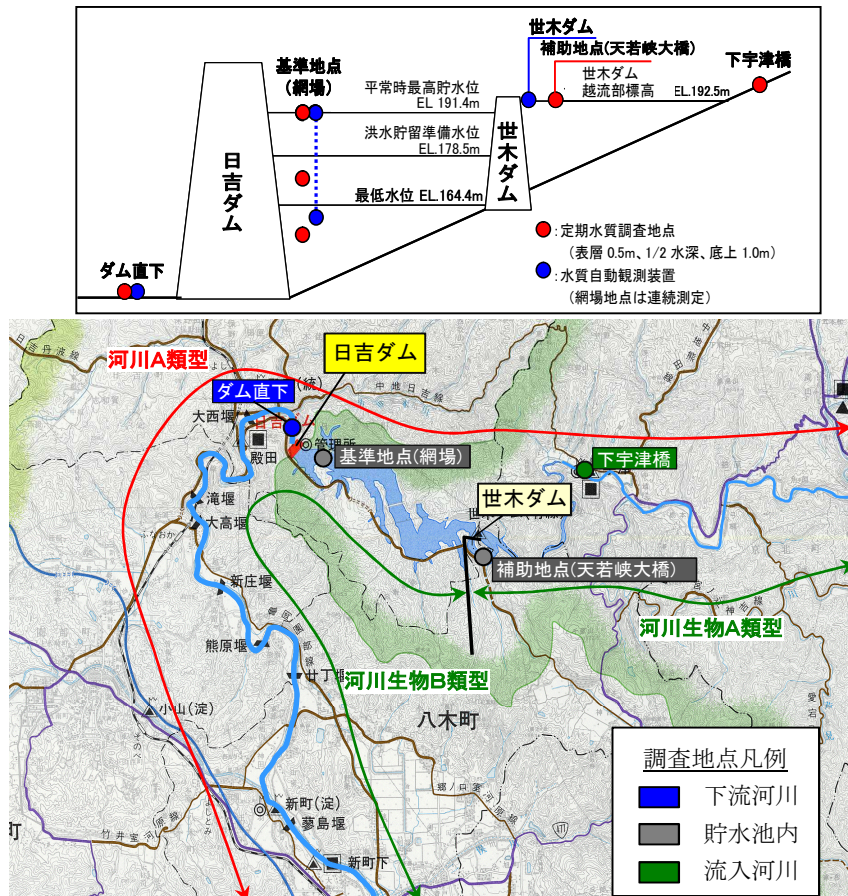 世木ダム
補助地点(天若峡大橋)
下宇津橋
基準地点
(網場)
平常時最高貯水位
EL 191.4m
世木ダム
越流部標高
EL.192.5m
洪水貯留準備水位
EL.178.5m
日吉ダム
世木ダム
最低水位 EL.164.4m
:定期水質調査地点
(表層 0.5m、1/2 水深、底上 1.0m)
:水質自動観測装置
(網場地点は連続測定)
ダム直下
河川A類型
日吉ダム
ダム直下
(統)
中地日吉線
大西堰
管理所
殿田
基準地点(網場)
下宇津橋
滝堰
世木ダム
大高堰
補助地点(天若峡大橋)
新庄堰
河川生物A類型
熊原堰
廿丁堰
河川生物B類型
小山(淀)
八木町
新町(淀)
蓼島堰
新町下
町
調査地点凡例
下流河川
貯水池内
流入河川